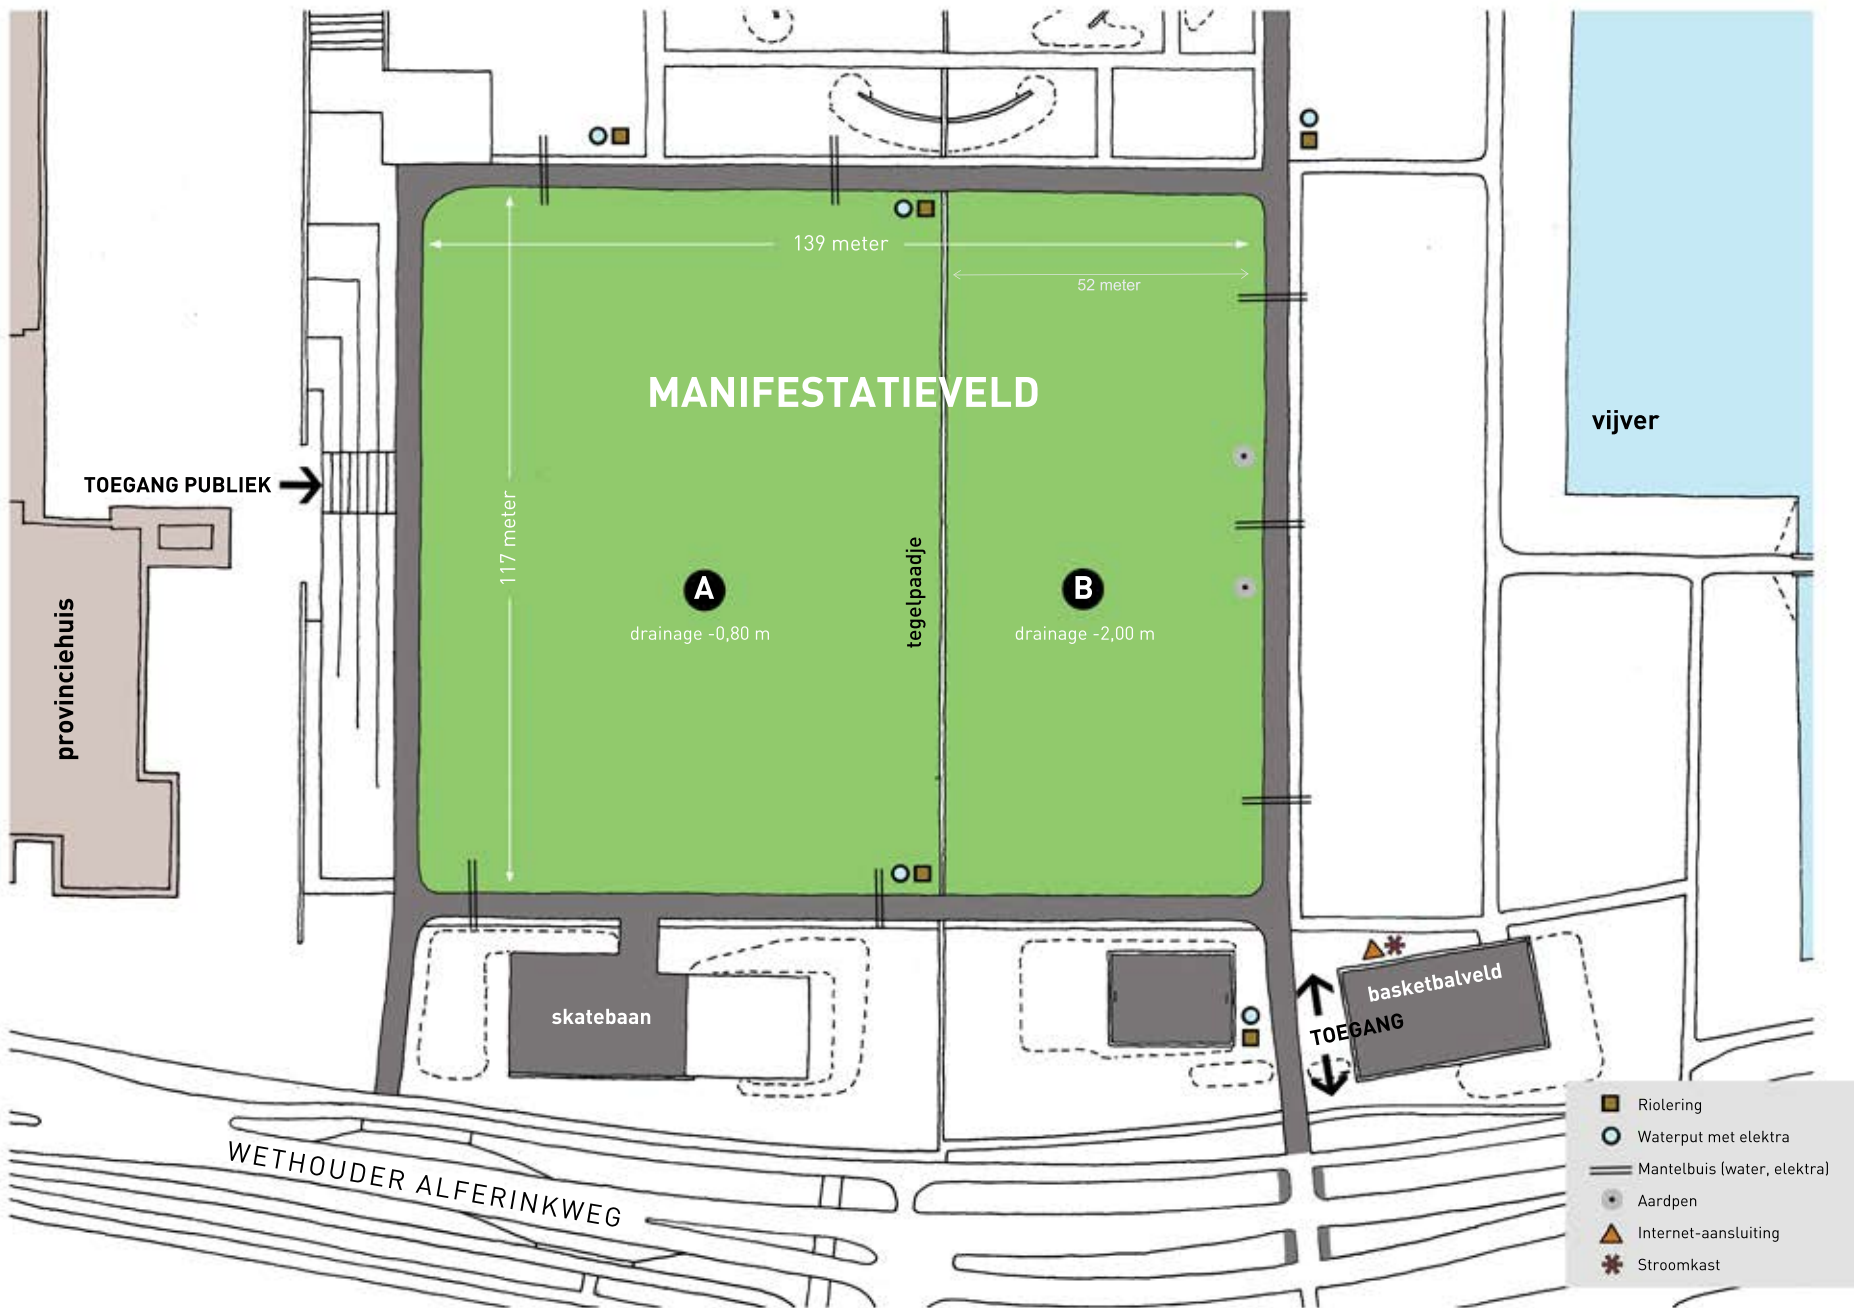 139 meter
52 meter
MANIFESTATIEVELD
vijver
TOEGANG PUBLIEK
117 meter
tegelpaadje
A
B
drainage -0,80 m
drainage -2,00 m
provinciehuis
basketbalveld
skatebaan
TOEGANG
WETHOUDER ALFERINKWEG
Riolering
Waterput met elektra
Mantelbuis (water, elektra)
Aardpen
Internet-aansluiting
Stroomkast